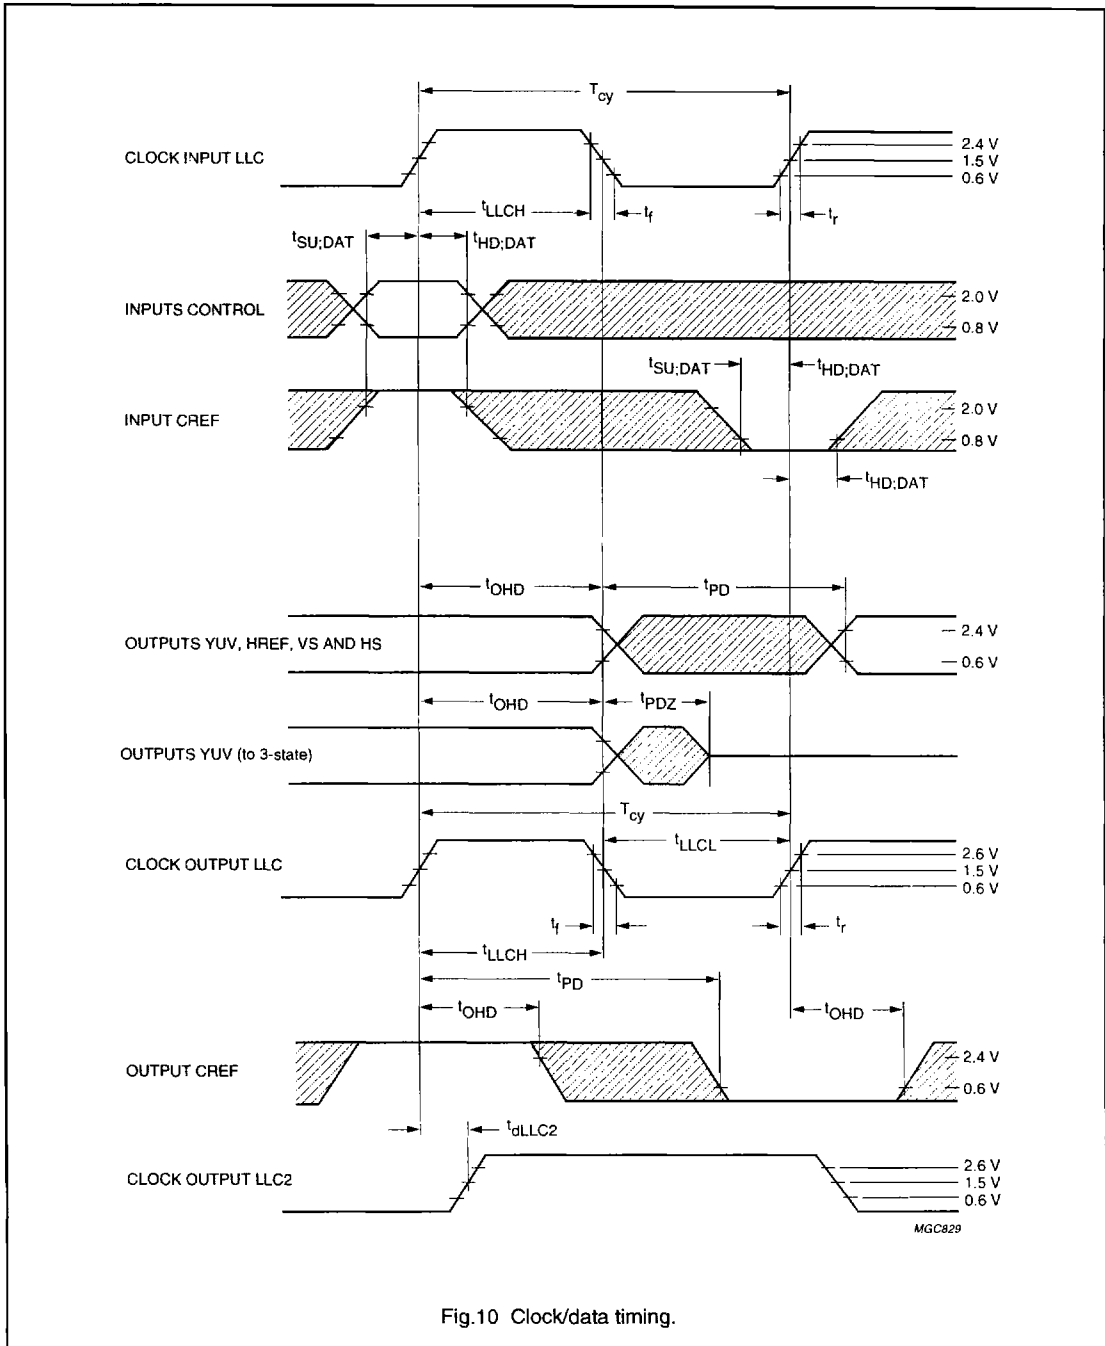 Tcy
CLOCK INPUT LLC
2.4 V
1.5 V
0.6 V
tLLCH
tf
tr
tSU;DAT
tHD;DAT
INPUTS CONTROL
2.0 V
0.8 V
tSU;DAT
tHD;DAT
INPUT CREF
2.0 V
0.8 V
tHD;DAT
tOHD
tPD
OUTPUTS YUV, HREF, VS AND HS
2.4 V
0.6 V
tOHD
tPDZ
OUTPUTS YUV (to 3-state)
Tcy
tLLCL
CLOCK OUTPUT LLC
2.6 V
1.5 V
0.6 V
tf
tr
tLLCH
tPD
tOHD
tOHD
OUTPUT CREF
2.4 V
0.6 V
tdLLC2
CLOCK OUTPUT LLC2
2.6 V
1.5 V
0.6 V
MGC829
Fig.10 Clock/data timing.